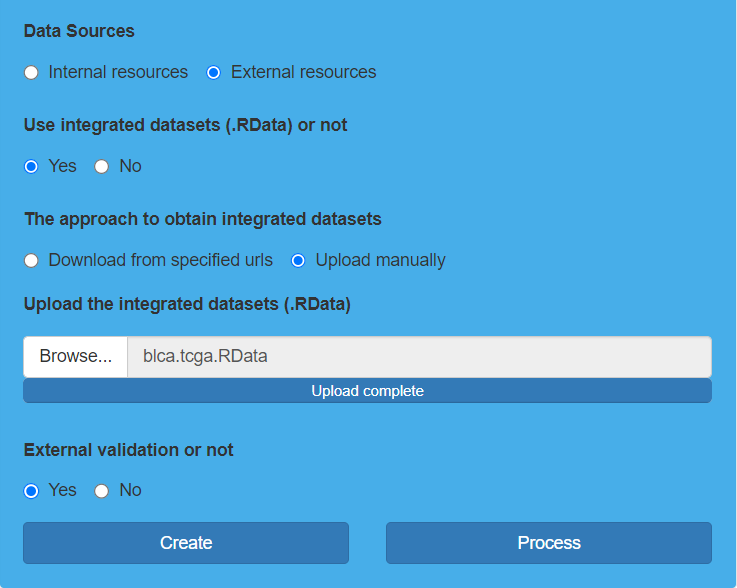 Data Sources
Internal resources External resources
Use integrated datasets (.RData) or not
Yes No
The approach to obtain integrated datasets
Download from specified urls Upload manually
Upload the integrated datasets (.RData)
Browse... blca.tcga.RData
Upload complete
External validation or not
Yes No
Create Process